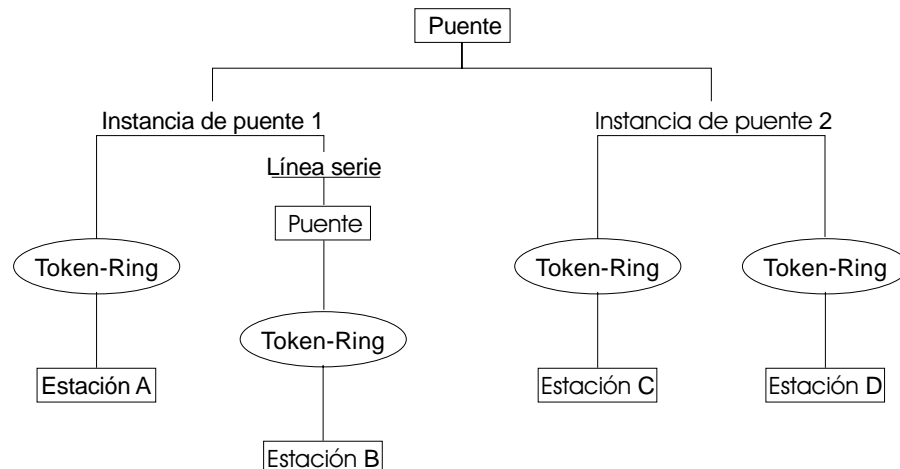 Puente
Instancia de puente 1
Instancia de puente 2
Línea serie
Puente
Token-Ring
Token-Ring
Token-Ring
Token-Ring
Estación A
Estación C
Estación D
Estación B